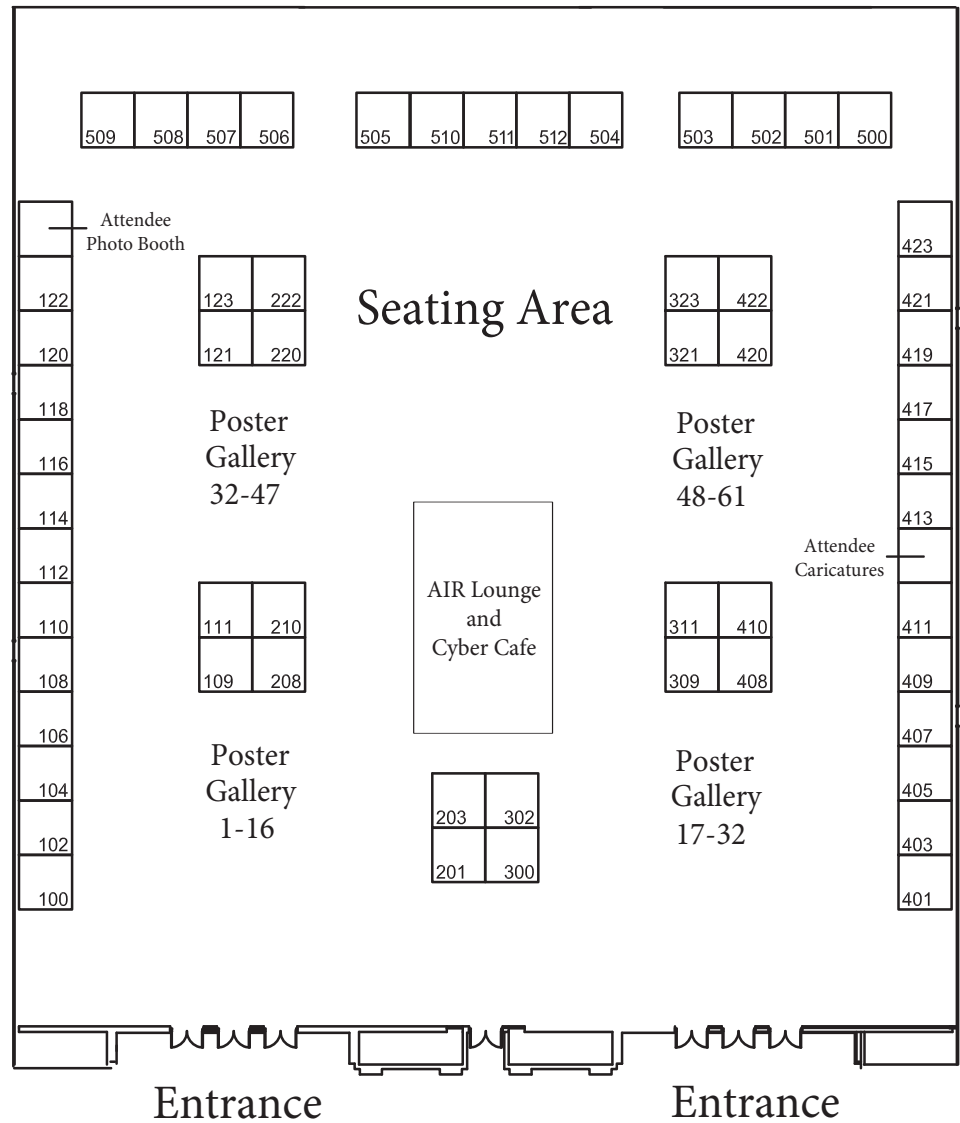 509 508 507 506 505 510 511 512 504 503 502 501 500
Attendee
Photo Booth
423
122 123 222 Seating Area 323 422 421
120 121 220 321 420 419
118 417
Poster
Gallery
32-47
Poster
Gallery
48-61
116 415
114 413
Attendee
Caricatures
112
AIR Lounge
and
Cyber Cafe
110 111 210 311 410 411
108 109 208 309 408 409
106 407
Poster
Gallery
1-16
Poster
Gallery
17-32
104 405
203 302
102 403
201 300
100 401
Entrance Entrance